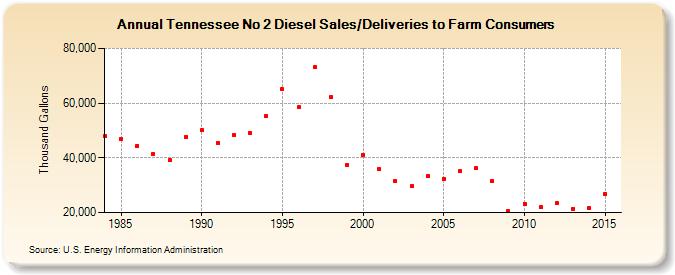 Annual Tennessee No 2 Diesel Sales/Deliveries to Farm Consumers
Thousand Gallons
80,000
60,000
40,000
20,000
1985 1990 1995 2000 2005 2010 2015
Source: U.S. Energy Information Administration